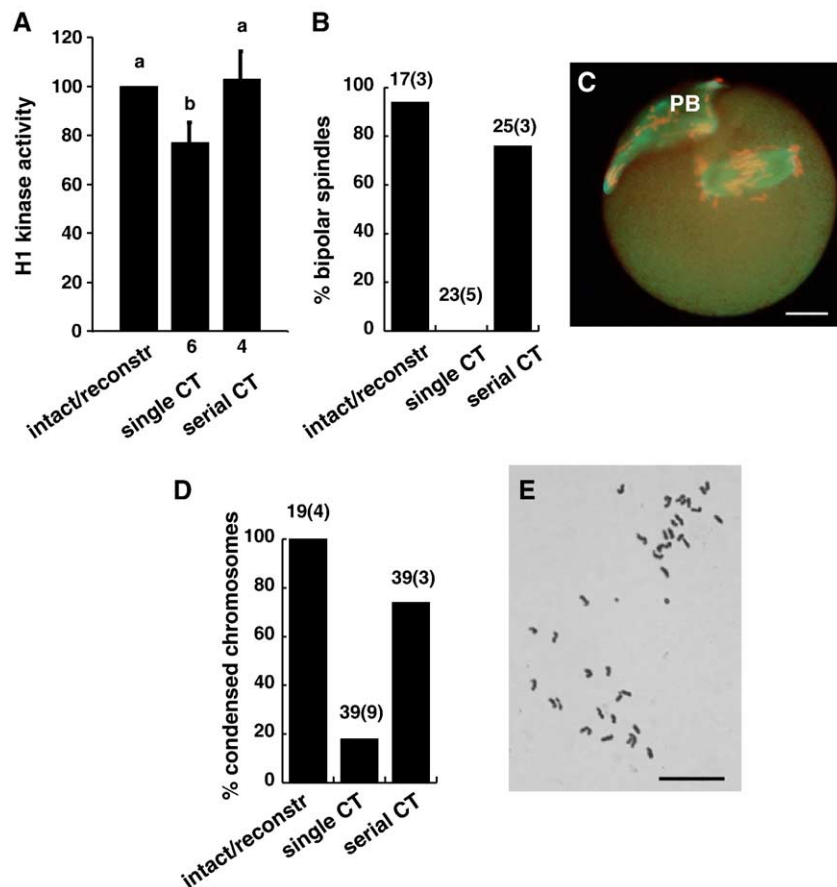 A
H1 kinase activity
120
100
80
60
40
20
0
a
b
a
6
4
intact/reconstr
single CT
serial CT
B
% bipolar spindles
100
80
60
40
20
0
17(3)
23(5)
25(3)
intact/reconstr
single CT
serial CT
C
PB
D
% condensed chromosomes
100
80
60
40
20
0
19(4)
39(9)
39(3)
intact/reconstr
single CT
serial CT
E